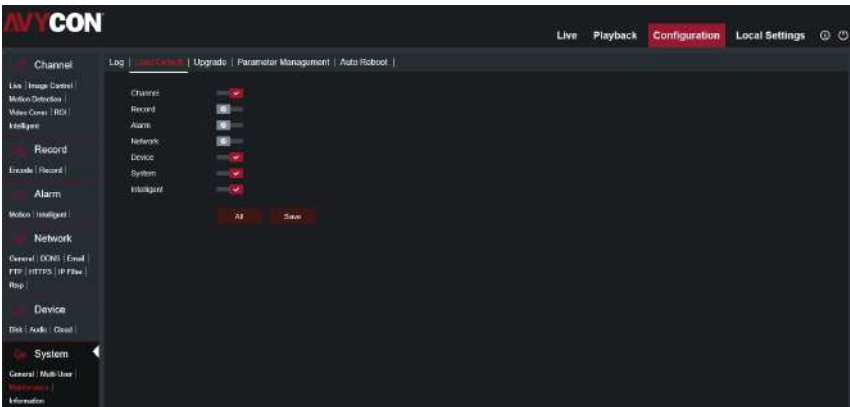 AVYCON
Live Playback Configuration Local Settings
Log | Load Default | Upgrade | Parameter Management | Auto Reboot |
Channel
Live | Image Control |
Motion Detection |
Video Cover | ROI |
Intelligent
Record
Encode | Record |
Alarm
Motion | Intelligent |
Network
General | DDNS | Email |
FTP | HTTPS | IP Filter |
Rtsp |
Device
Disk | Audio | Cloud |
System
General | Multi-User |
Maintenance |
Information
Channel
Record
Alarm
Network
Device
System
Intelligent
All Save